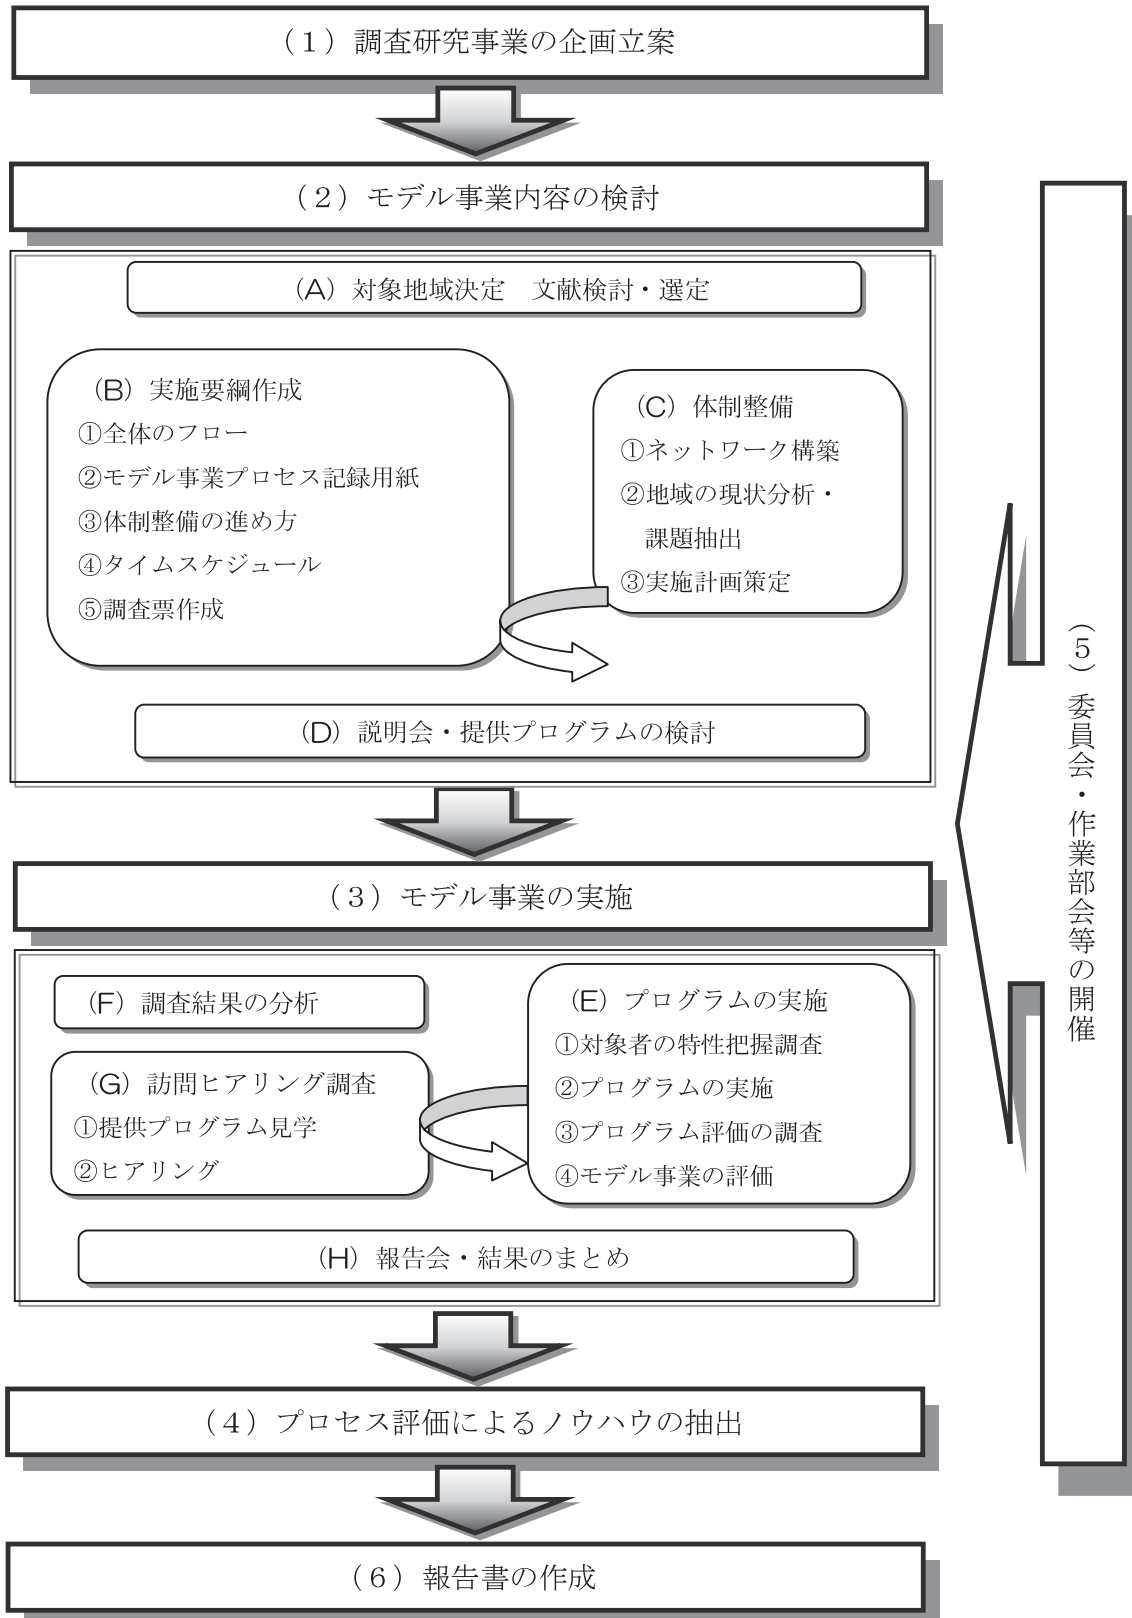 （１）調査研究事業の企画立案
（２）モデル事業内容の検討
（A）対象地域決定　文献検討・選定
（B）実施要綱作成
①全体のフロー
②モデル事業プロセス記録用紙
③体制整備の進め方
④タイムスケジュール
⑤調査票作成
（C）体制整備
①ネットワーク構築
②地域の現状分析・
課題抽出
③実施計画策定
（D）説明会・提供プログラムの検討
（３）モデル事業の実施
（F）調査結果の分析
（G）訪問ヒアリング調査
①提供プログラム見学
②ヒアリング
（E）プログラムの実施
①対象者の特性把握調査
②プログラムの実施
③プログラム評価の調査
④モデル事業の評価
（H）報告会・結果のまとめ
（４）プロセス評価によるノウハウの抽出
（５）委員会・作業部会等の開催
（６）報告書の作成